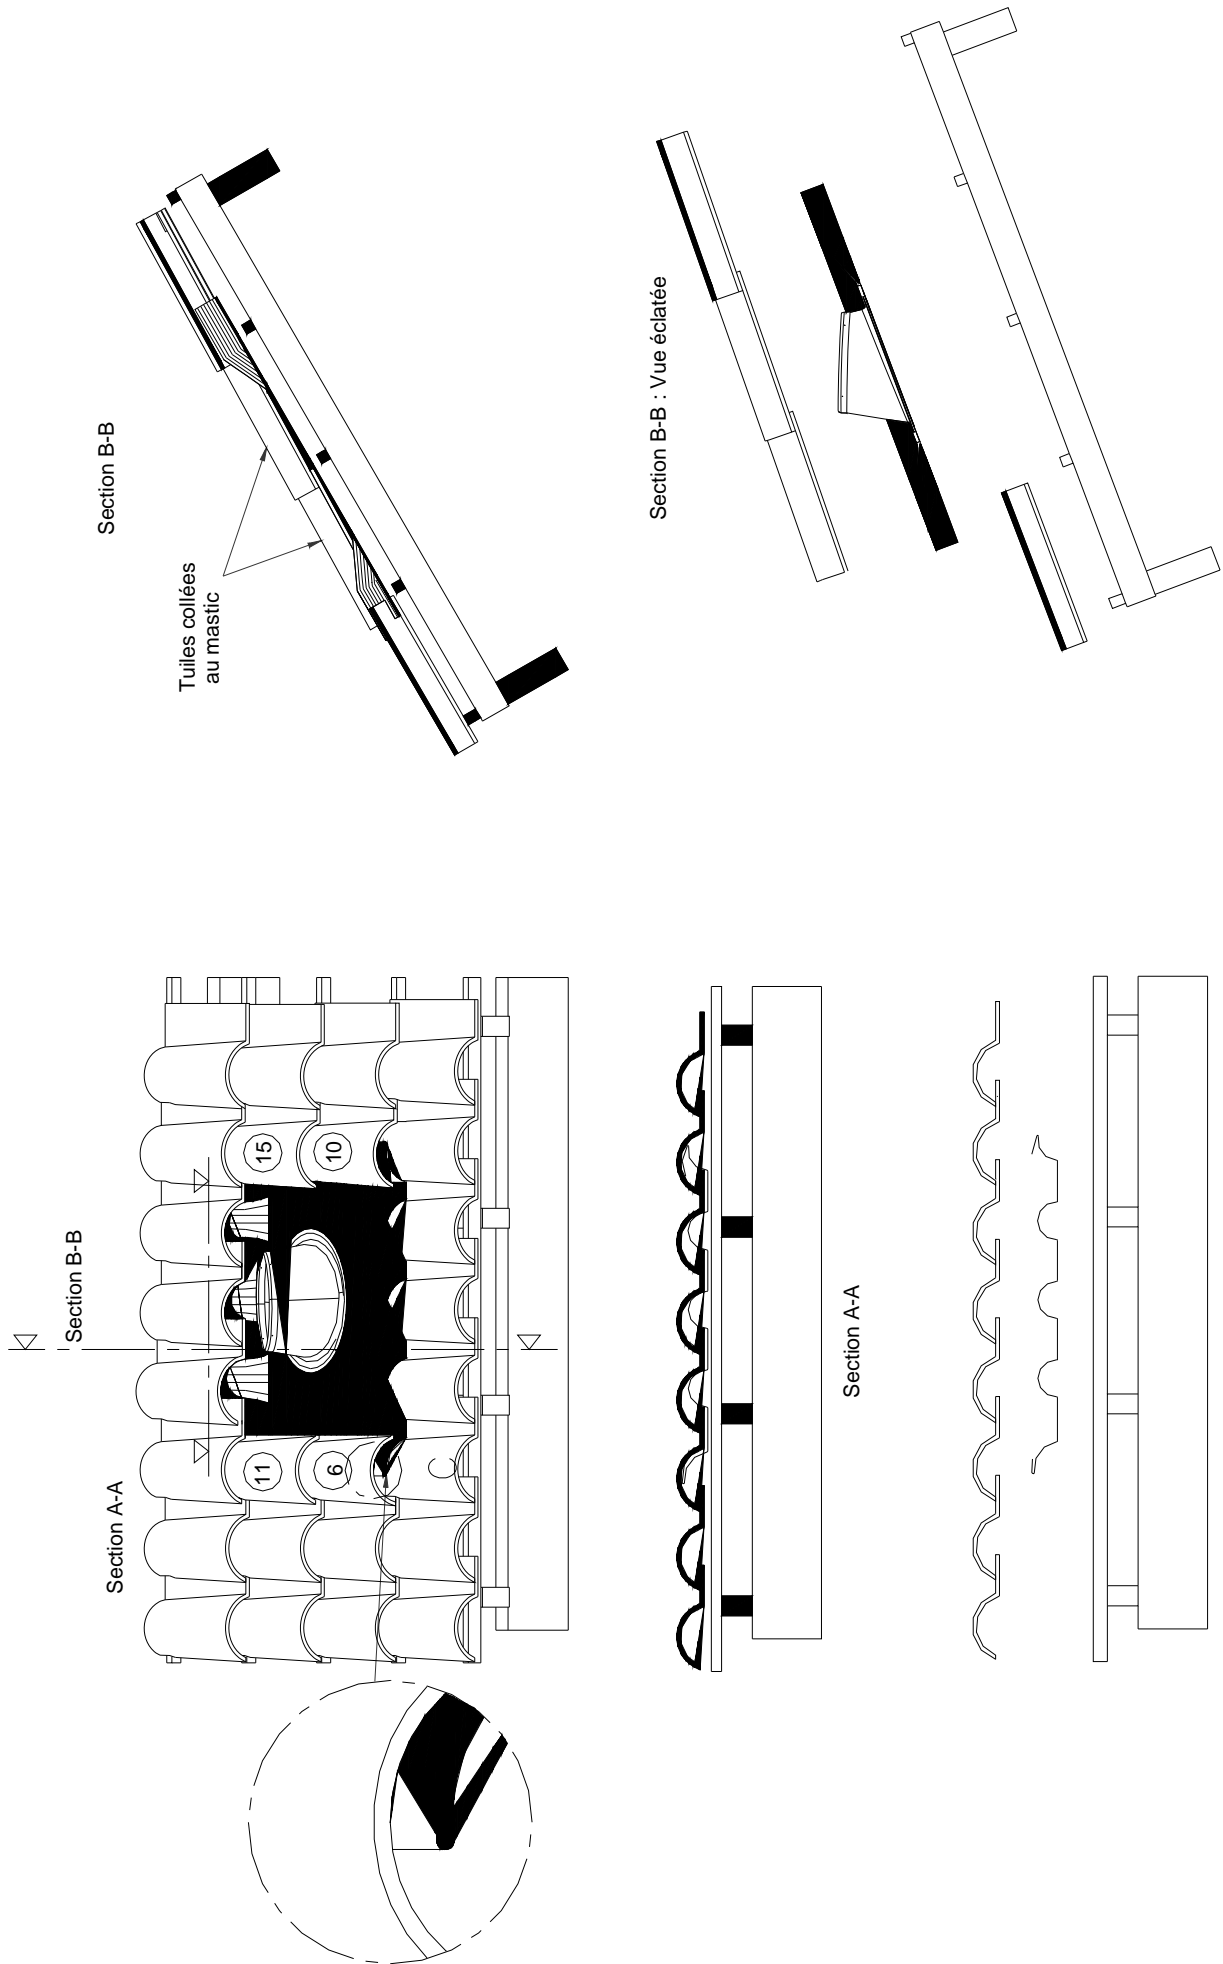 Section B-B
Tuiles collées
au mastic
Section B-B : Vue éclatée
Section A-A
Section B-B
15
10
11
6
C
Section A-A